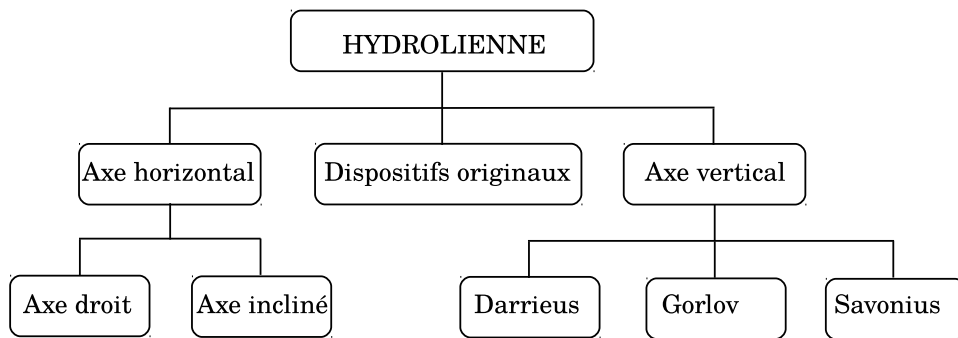 HYDROLIENNE
Axe horizontal
Dispositifs originaux
Axe vertical
Axe droit
Axe incliné
Darrieus
Gorlov
Savonius